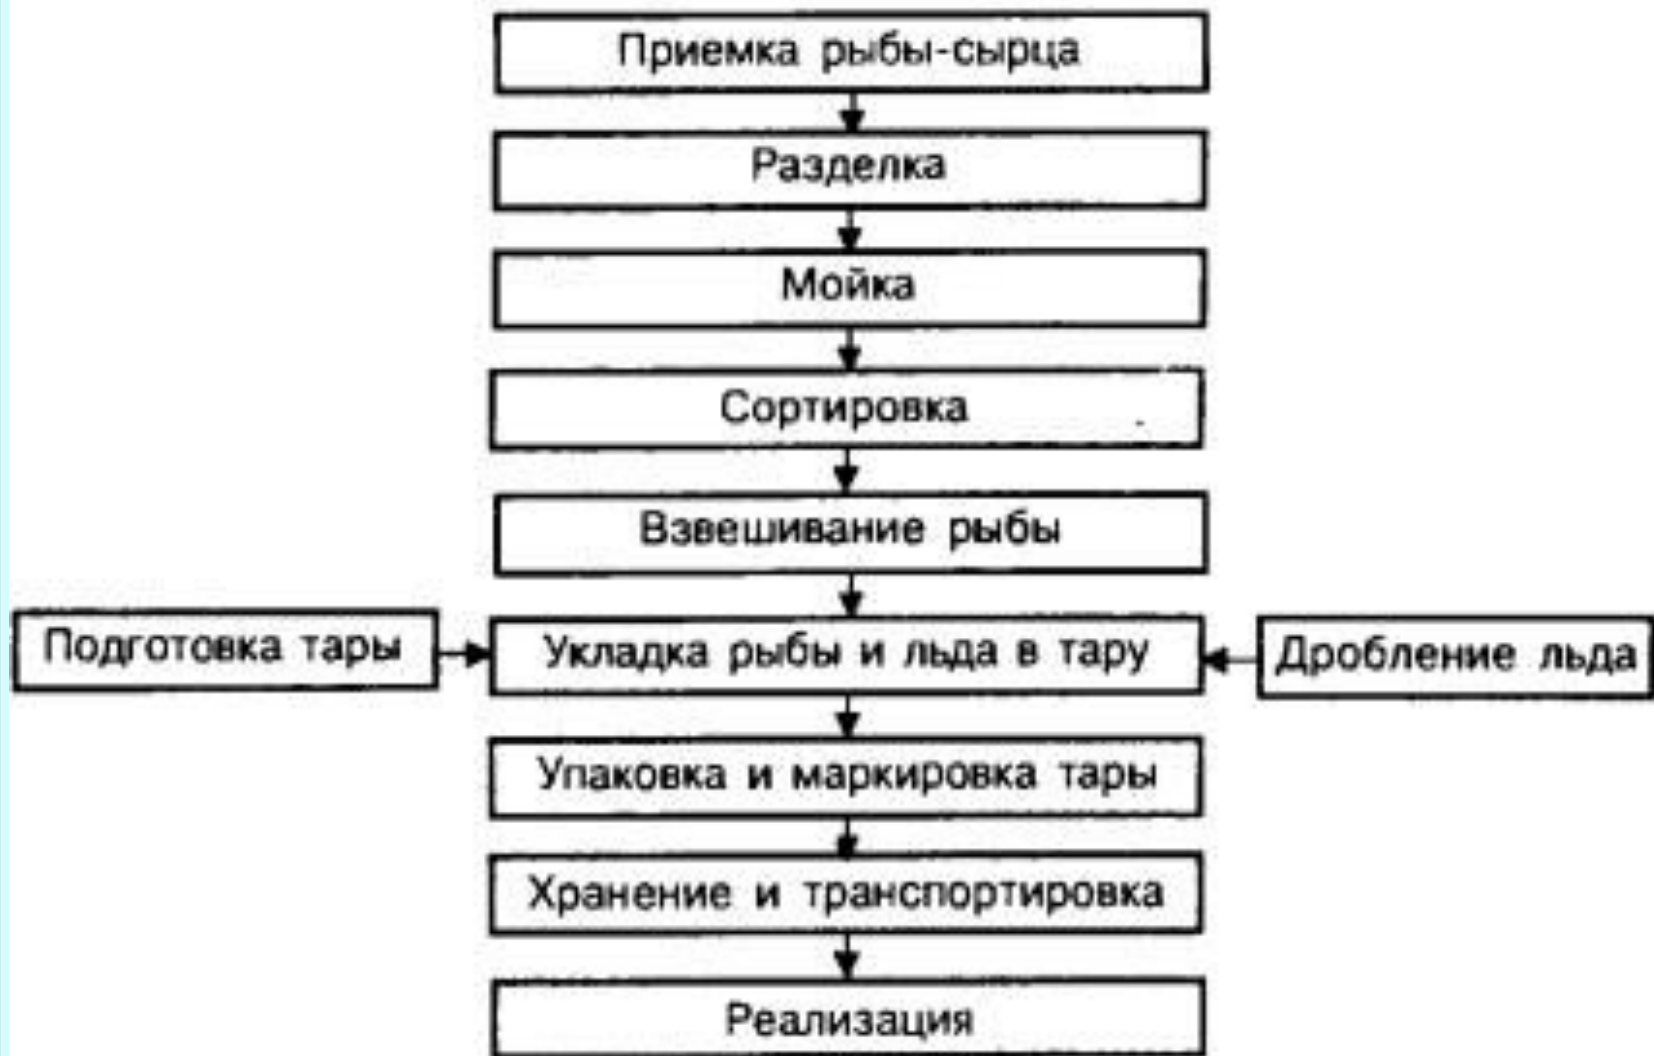 Приемка рыбы-сырца
Разделка
Мойка
Сортировка
Взвешивание рыбы
Подготовка тары
Укладка рыбы и льда в тару
Дробление льда
Упаковка и маркировка тары
Хранение и транспортировка
Реализация